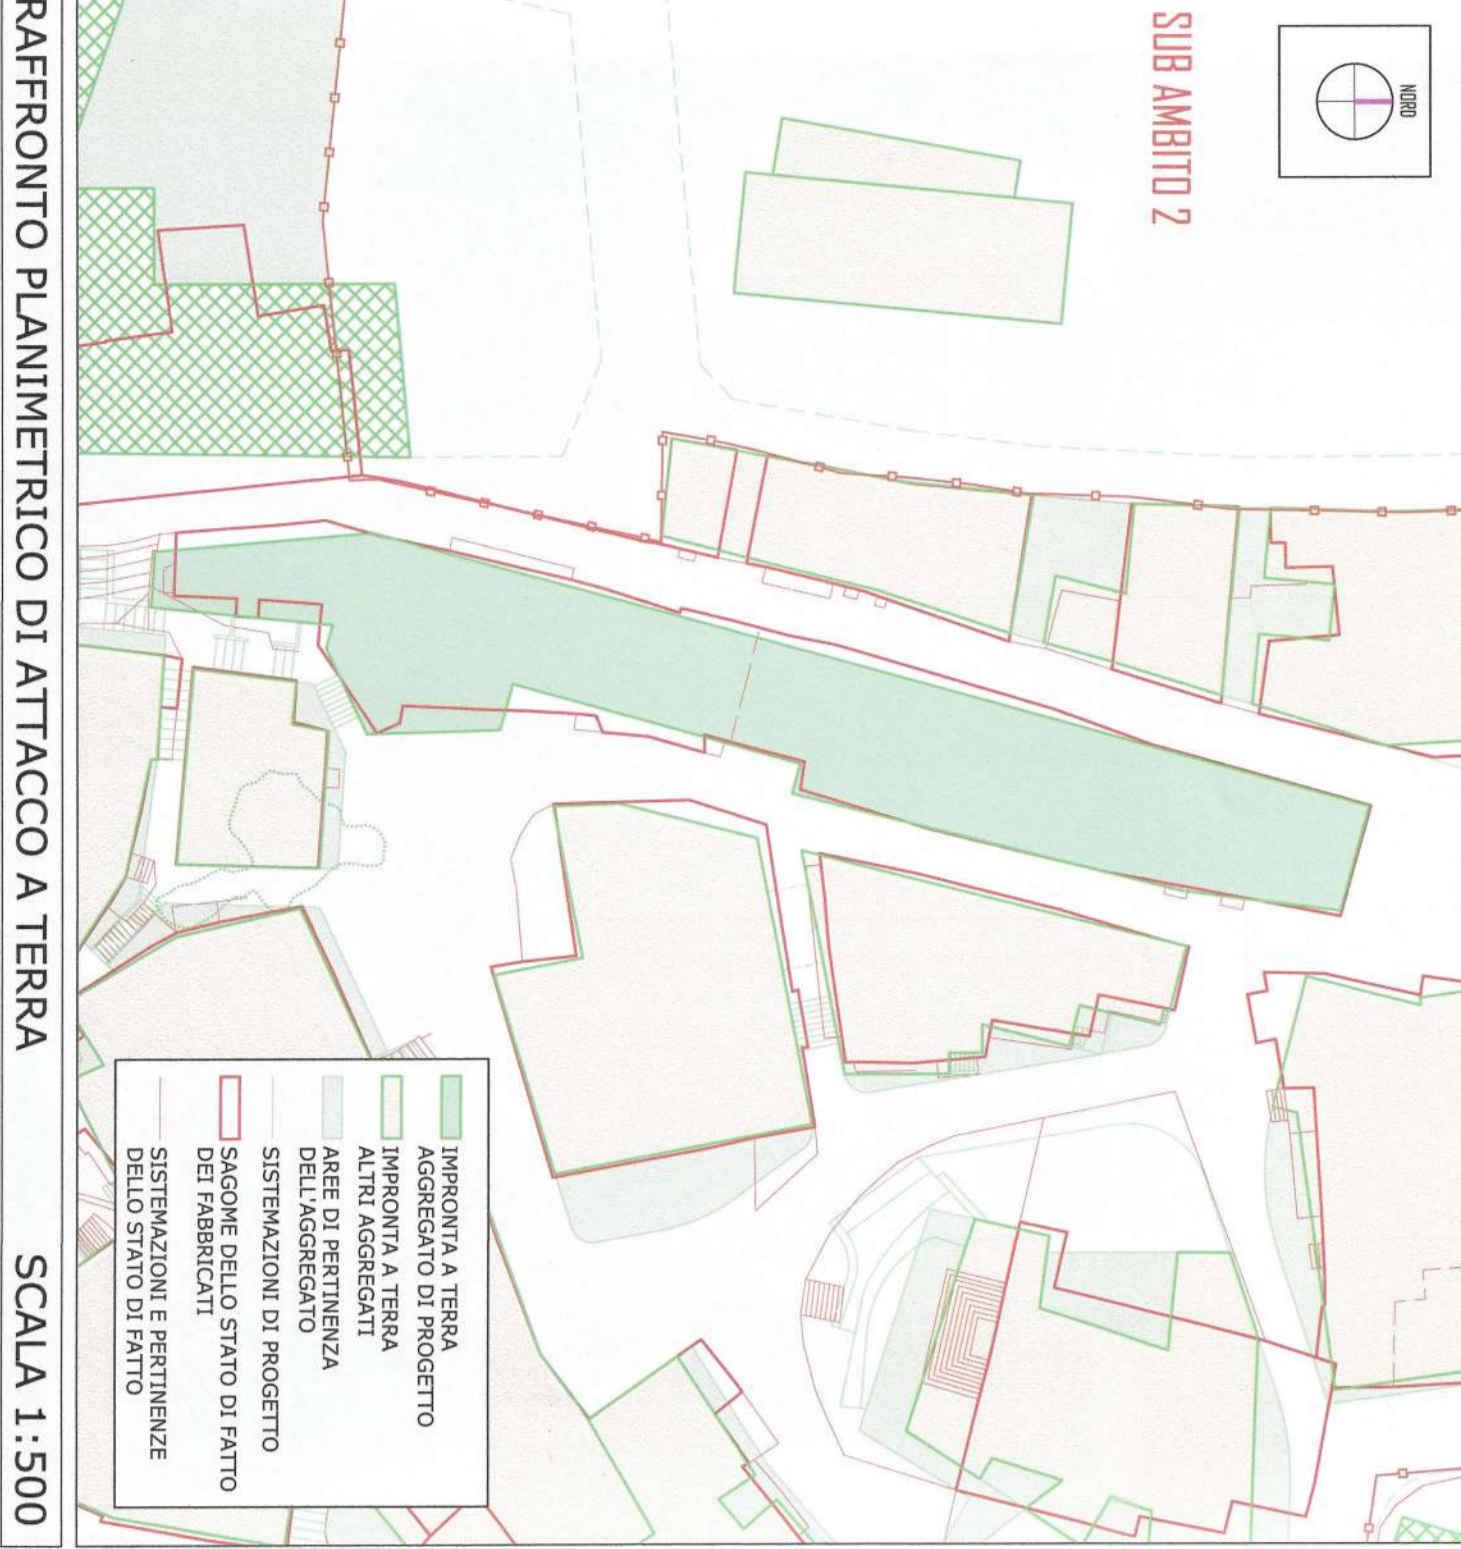 NORD
SUB AMBITO 2
IMPRONTA A TERRA
AGGREGATO DI PROGETTO
IMPRONTA A TERRA
ALTRI AGGREGATI
AREE DI PERTINENZA
DELL'AGGREGATO
SISTEMAZIONI DI PROGETTO
SAGOME DELLO STATO DI FATTO
DEI FABBRICATI
SISTEMAZIONI E PERTINENZE
DELLO STATO DI FATTO
RAFFRONTO PLANIMETRICO DI ATTACCO A TERRA SCALA 1:500